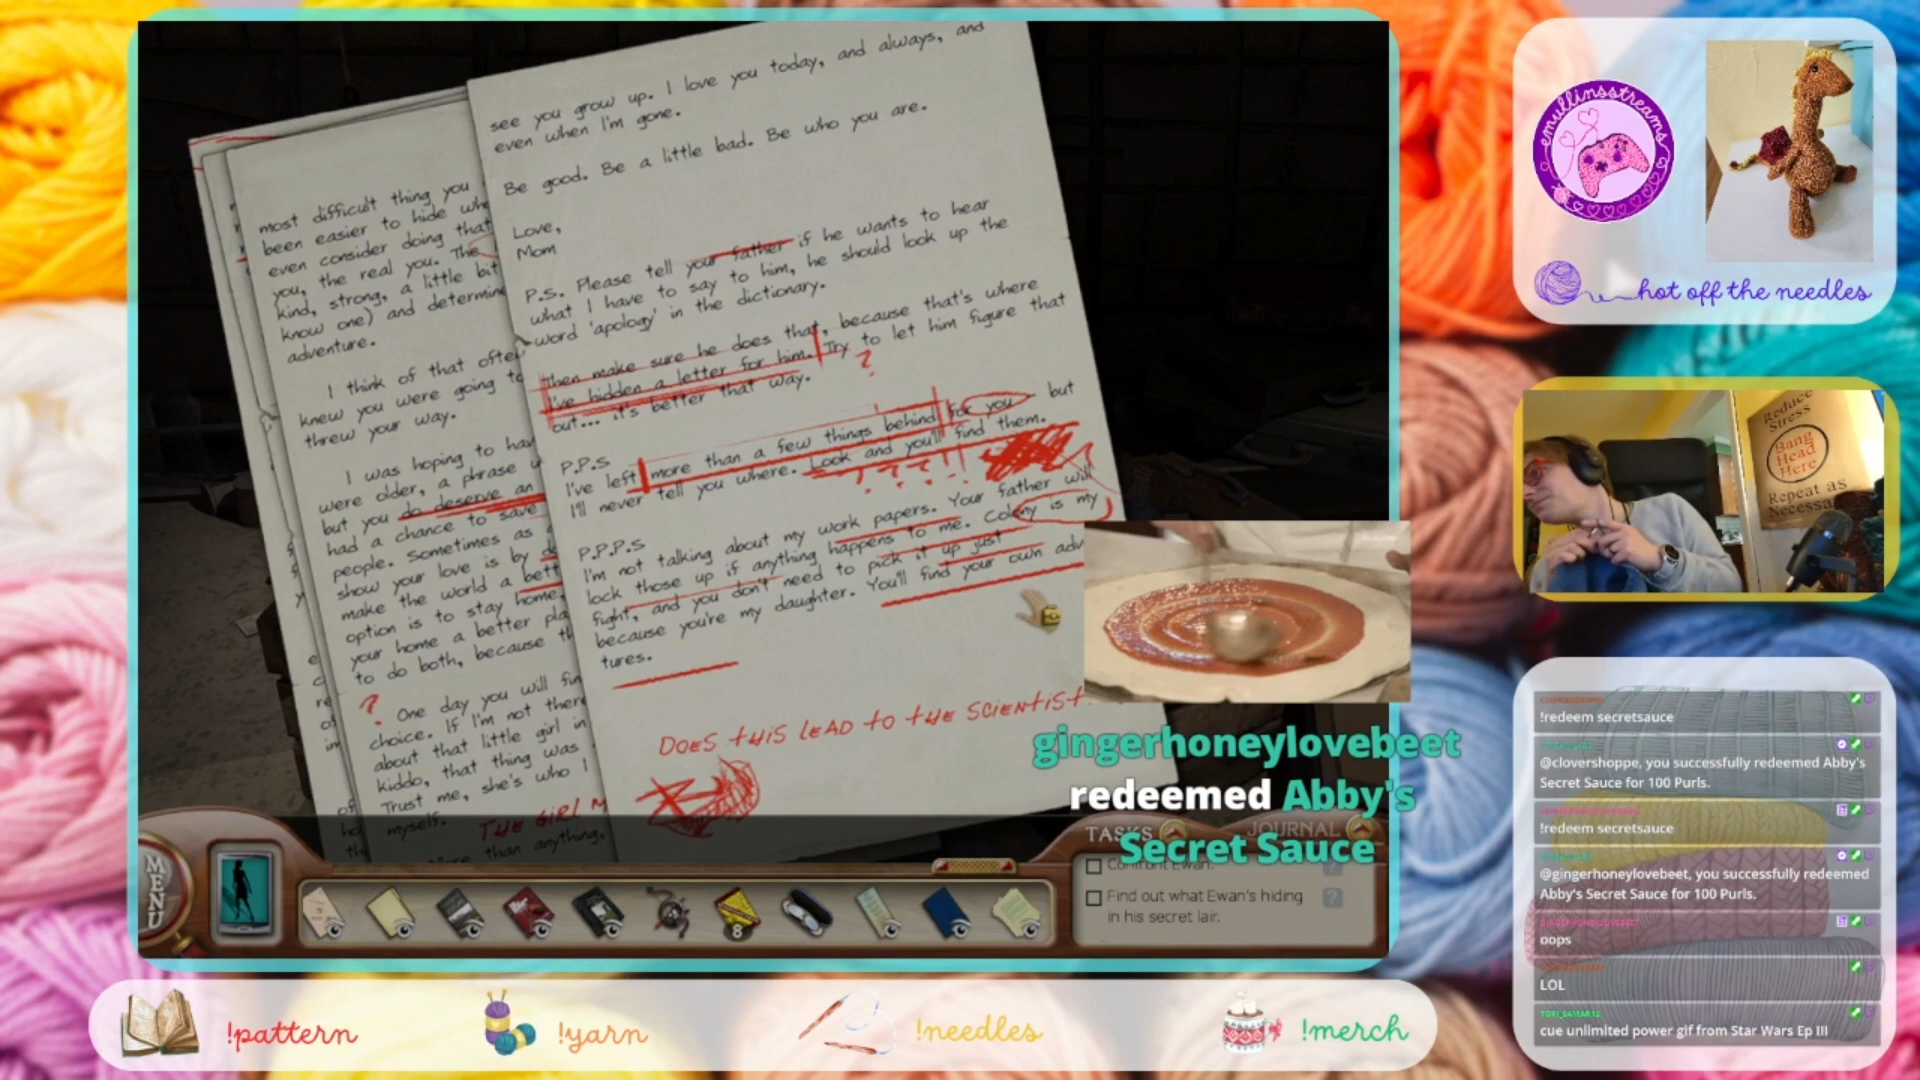 most difficult thing you
been easier to hide
even consider doing that
you, the real you. The
kind, strong, a little bit
know one) and determine
adventure.
I think of that often
knew you were going to
threw your way.
I was hoping to
were older, a phrase
but you do deserve an
had a chance to save
people. Sometimes as
show your love is by
make the world a bett
option is to stay home,
your home a better pla
to do both, because
?
One day you will fin
choice. If I'm not there
about that little girl in
kiddo, that thing was
Trust me, she's who I
myself.
THE GIRL
More than anything,
see you grow up. I love you today, and always, and
even when I'm gone.
Be good. Be a little bad. Be who you are.
Love,
Mom
P.S. Please tell your father if he wants to hear
what I have to say to him, he should look up the
word 'apology' in the dictionary.
Then make sure he does that, because that's where
I've hidden a letter for him. Try to let him figure that
out... it's better that way.
?
P.P.S
I've left more than a few things behind for you but
I'll never tell you where. Look and you'll find them.
? ? ? !!
P.P.P.S
I'm not talking about my work papers. Your father will
lock those up if anything happens to me. Colony is my
fight, and you don't need to pick it up just
because you're my daughter. You'll find your own adv
tures.
DOES THIS LEAD TO THE SCIENTIST
gingerhoneylovebeet
redeemed Abby's
Secret Sauce
MENU
8
TASKS
JOURNAL
Confront Ewan.
?
Find out what Ewan's hiding
in his secret lair.
?
!pattern
!yarn
!needles
!merch
emullinsstreams
hot off the needles
Reduce
Stress
Bang
Head
Here
Repeat as
Necessa
!redeem secretsauce
@clovershoppe, you successfully redeemed Abby's
Secret Sauce for 100 Purls.
!redeem secretsauce
@gingerhoneylovebeet, you successfully redeemed
Abby's Secret Sauce for 100 Purls.
GINGERHONEYLOVEBEET
oops
LOL
cue unlimited power gif from Star Wars Ep III